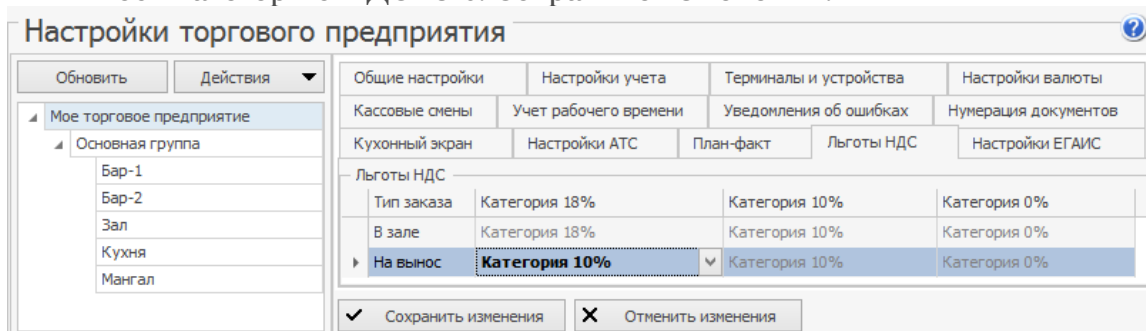 Настройки торгового предприятия
Обновить Действия
Мое торговое предприятие
Основная группа
Бар-1
Бар-2
Зал
Кухня
Мангал
Общие настройки Настройки учета Терминалы и устройства Настройки валюты
Кассовые смены Учет рабочего времени Уведомления об ошибках Нумерация документов
Кухонный экран Настройки АТС План-факт Льготы НДС Настройки ЕГАИС
Льготы НДС
Тип заказа Категория 18% Категория 10% Категория 0%
В зале Категория 18% Категория 10% Категория 0%
На вынос Категория 10% Категория 10% Категория 0%
Сохранить изменения Отменить изменения